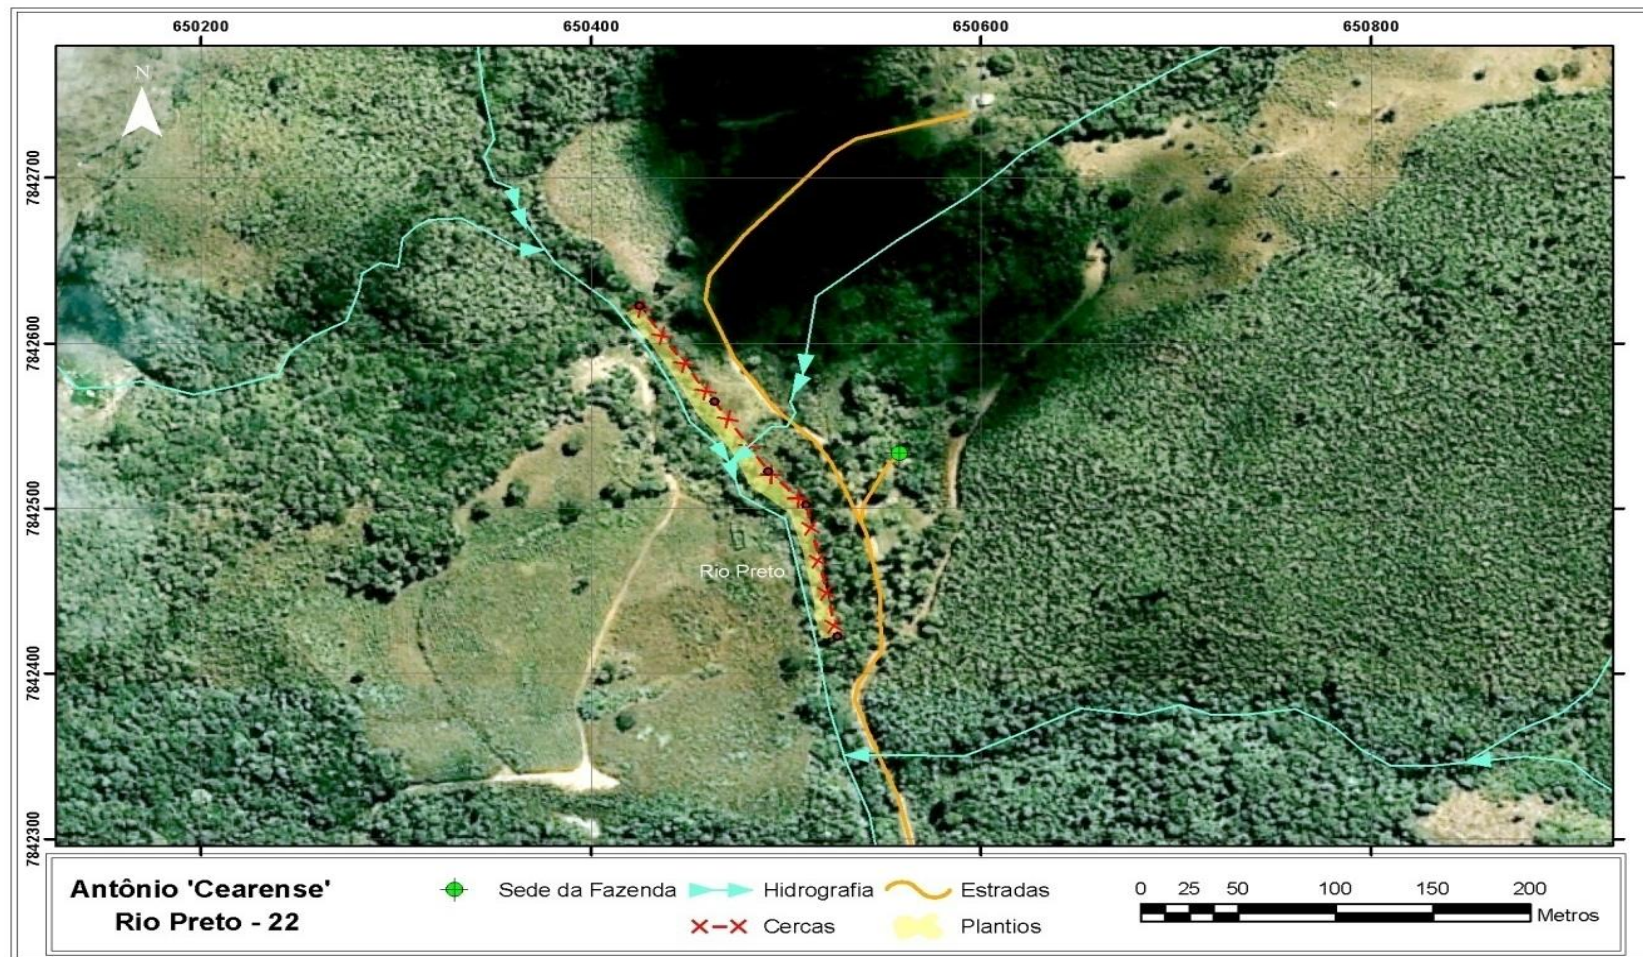 650200 650400 650600 650800
N
7842700
7842600
7842500
Rio Preto
7842400
7842300
Antônio 'Cearense'
Rio Preto - 22
Sede da Fazenda Hidrografia Estradas
Cercas Plantios
0 25 50 100 150 200
Metros